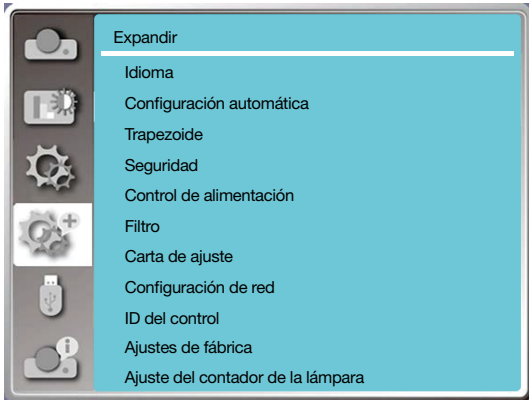 Expandir
Idioma
Configuración automática
Trapezoide
Seguridad
Control de alimentación
Filtro
Carta de ajuste
Configuración de red
ID del control
Ajustes de fábrica
Ajuste del contador de la lámpara